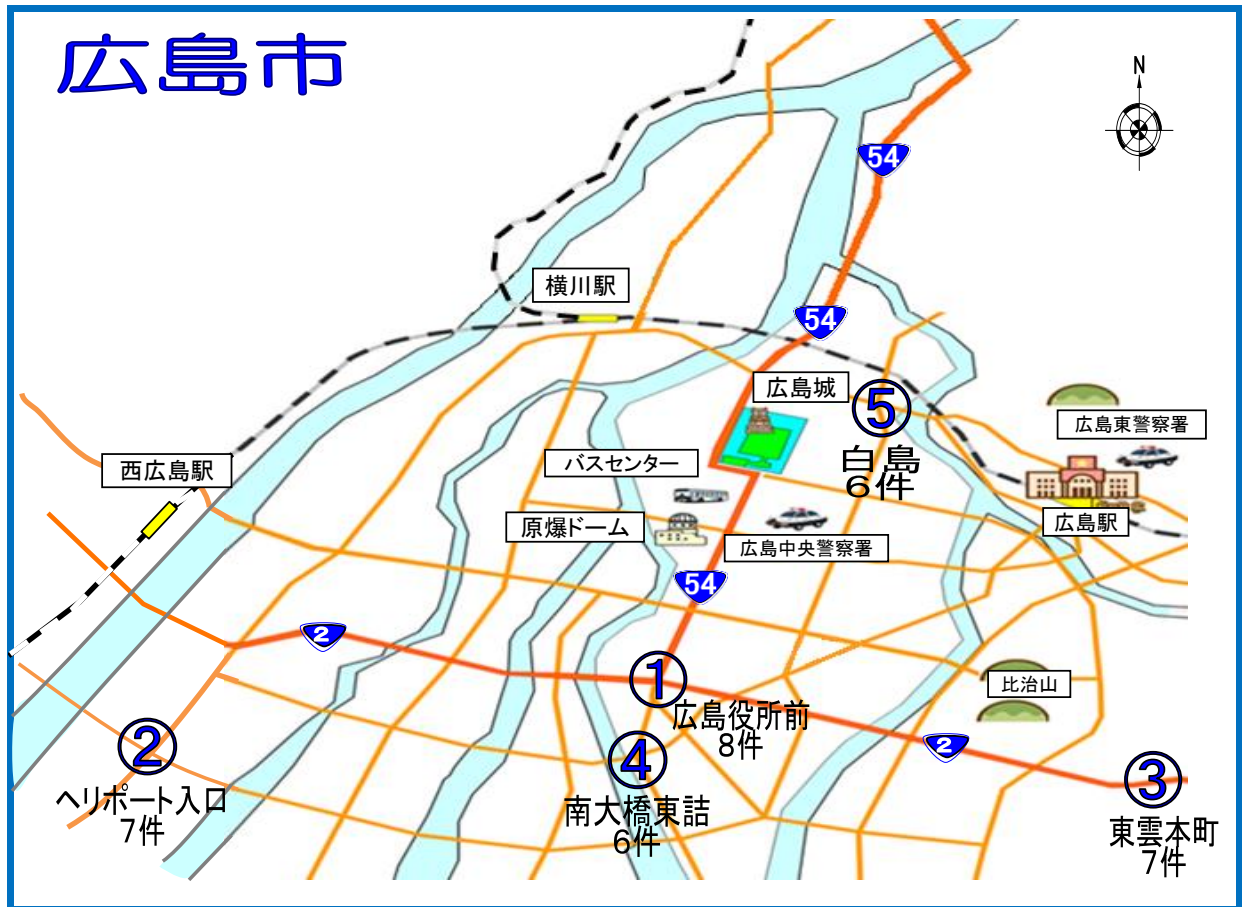 広島市
N
54
横川駅
54
広島城
⑤
白島
6件
広島東警察署
西広島駅
バスセンター
原爆ドーム
広島中央警察署
広島駅
54
2
①
広島役所前
8件
比治山
2
②
ヘリポート入口
7件
④
南大橋東詰
6件
③
東雲本町
7件